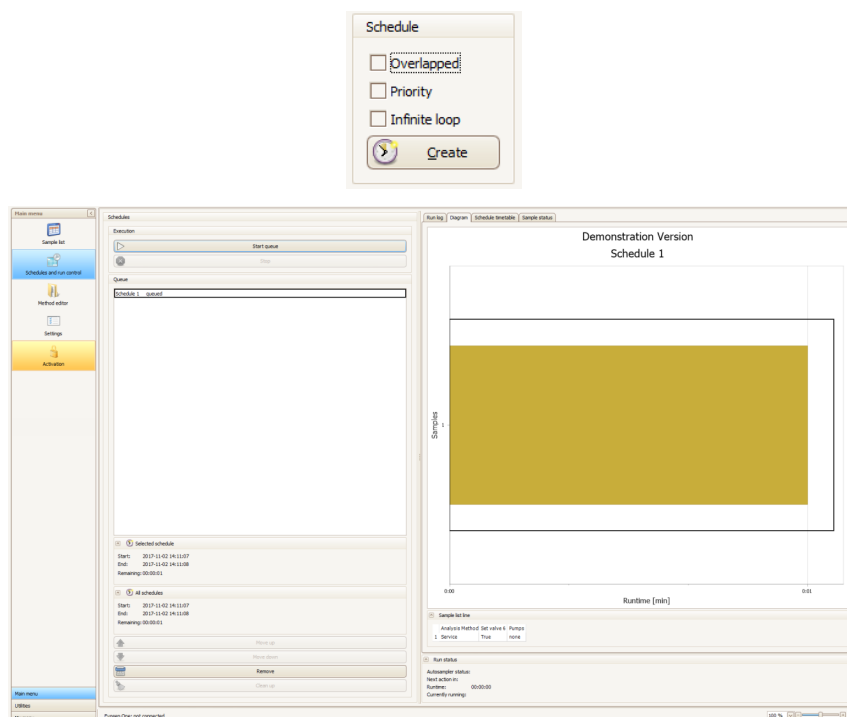 Schedule
Overlapped
Priority
Infinite loop
Create
Main menu
Sample list
Schedules and run control
Method editor
Settings
Activation
Main menu
Utilities
Schedules
Execution
Start queue
Stop
Queue
Schedule 1 queued
Selected schedule
Start: 2017-11-02 14:11:07
End: 2017-11-02 14:11:08
Remaining: 00:00:01
All schedules
Start: 2017-11-02 14:11:07
End: 2017-11-02 14:11:08
Remaining: 00:00:01
Move up
Move down
Remove
Clean up
Run log Diagram Schedule timetable Sample status
Demonstration Version
Schedule 1
Samples
1
0:00 0:01
Runtime [min]
Sample list line
Analysis Method Set valve 6 Pumps
1 Service True none
Run status
Autosampler status:
Next action in:
Runtime: 00:00:00
Currently running:
not connected
100 %